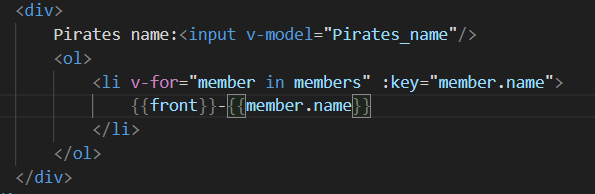 <div>
Pirates name:<input v-model="Pirates_name"/>
<ol>
<li v-for="member in members" :key="member.name">
{{front}}-{{member.name}}
</li>
</ol>
</div>